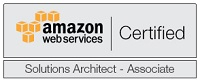 amazon
web services
Certified
Solutions Architect - Associate